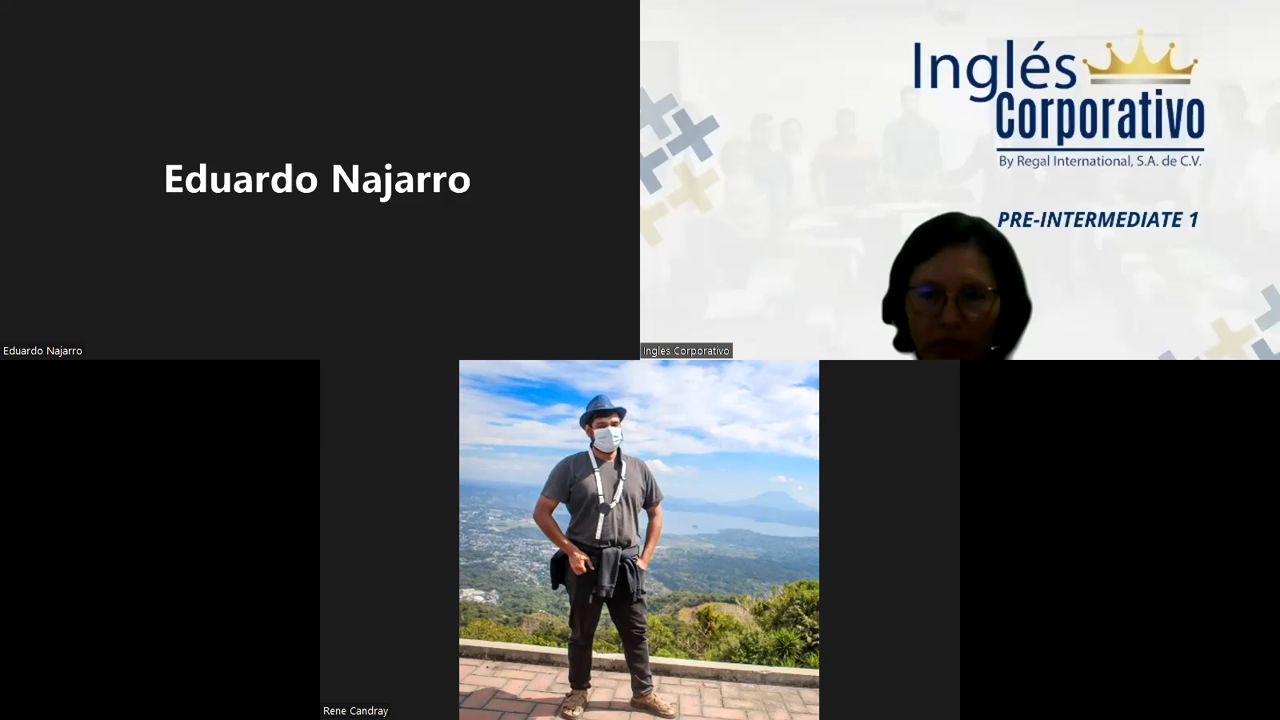 Eduardo Najarro
Eduardo Najarro
Inglés
Corporativo
By Regal International, S.A. de C.V.
PRE-INTERMEDIATE 1
Ingles Corporativo
Rene Candray